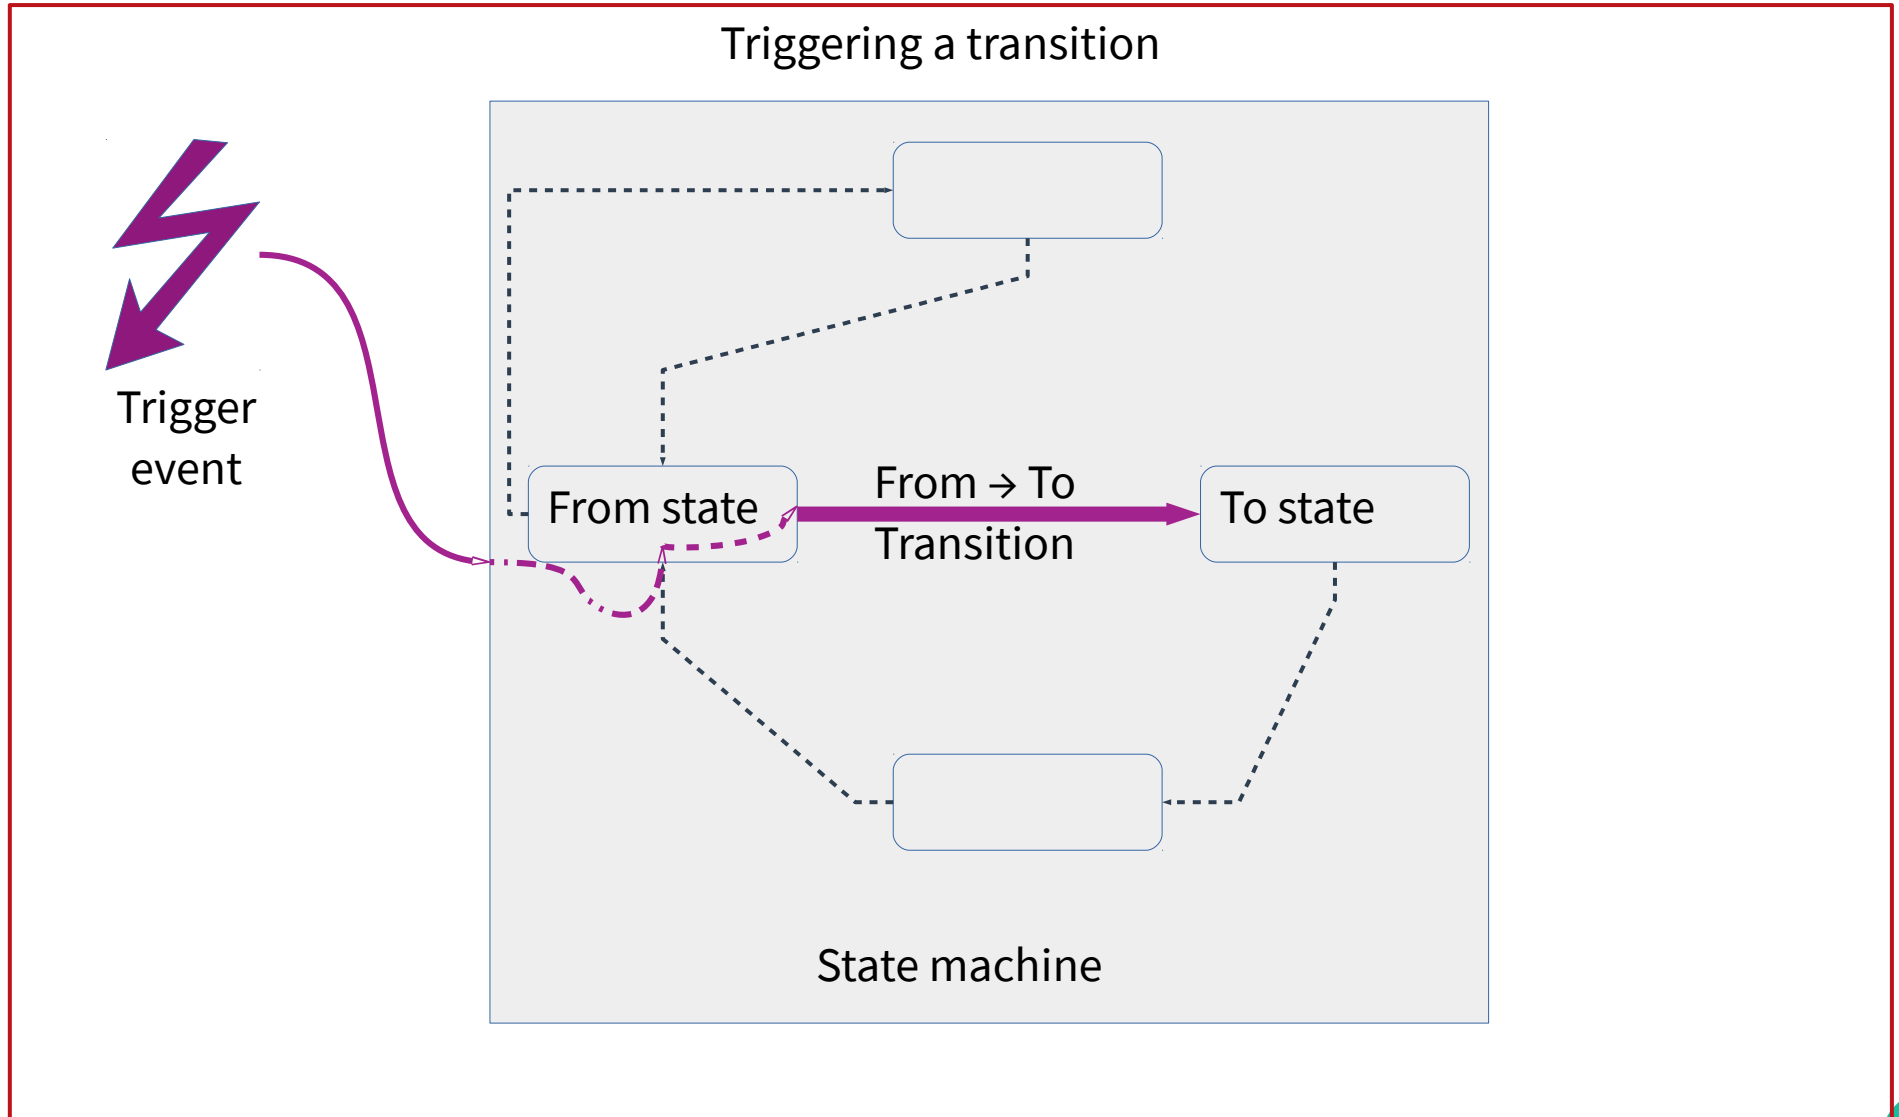 Triggering a transition
Trigger
event
From state
From → To
Transition
To state
State machine